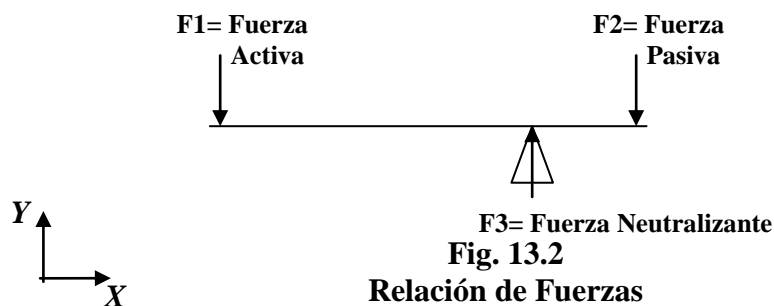 F1= Fuerza
Activa
F2= Fuerza
Pasiva
F3= Fuerza Neutralizante
Y
X
Fig. 13.2
Relación de Fuerzas